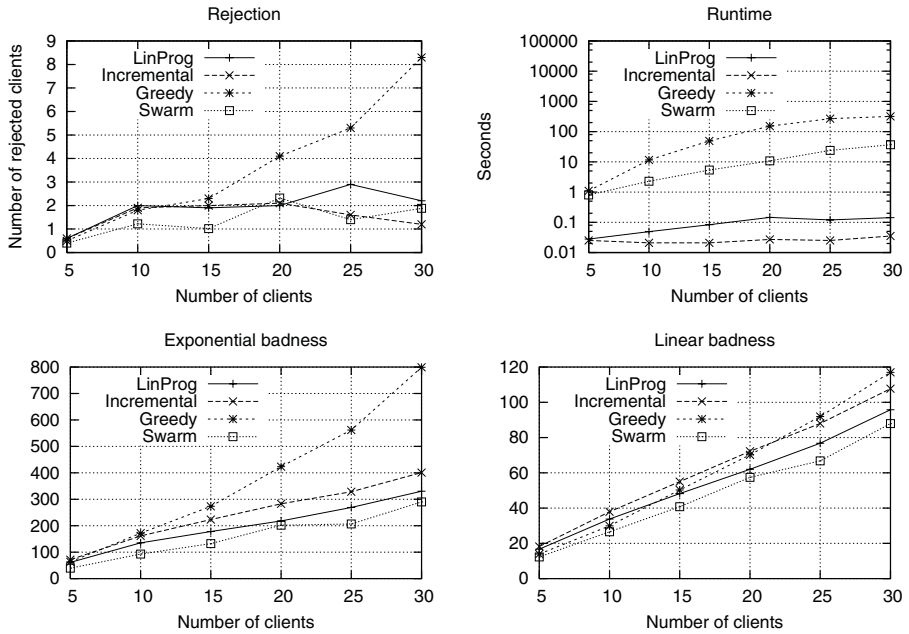 Rejection
Number of rejected clients
9
8
7
6
5
4
3
2
1
0
LinProg
Incremental
Greedy
Swarm
5 10 15 20 25 30
Number of clients
Runtime
Seconds
100000
10000
1000
100
10
1
0.1
0.01
LinProg
Incremental
Greedy
Swarm
5 10 15 20 25 30
Number of clients
Exponential badness
800
700
600
500
400
300
200
100
0
LinProg
Incremental
Greedy
Swarm
5 10 15 20 25 30
Number of clients
Linear badness
120
100
80
60
40
20
0
LinProg
Incremental
Greedy
Swarm
5 10 15 20 25 30
Number of clients